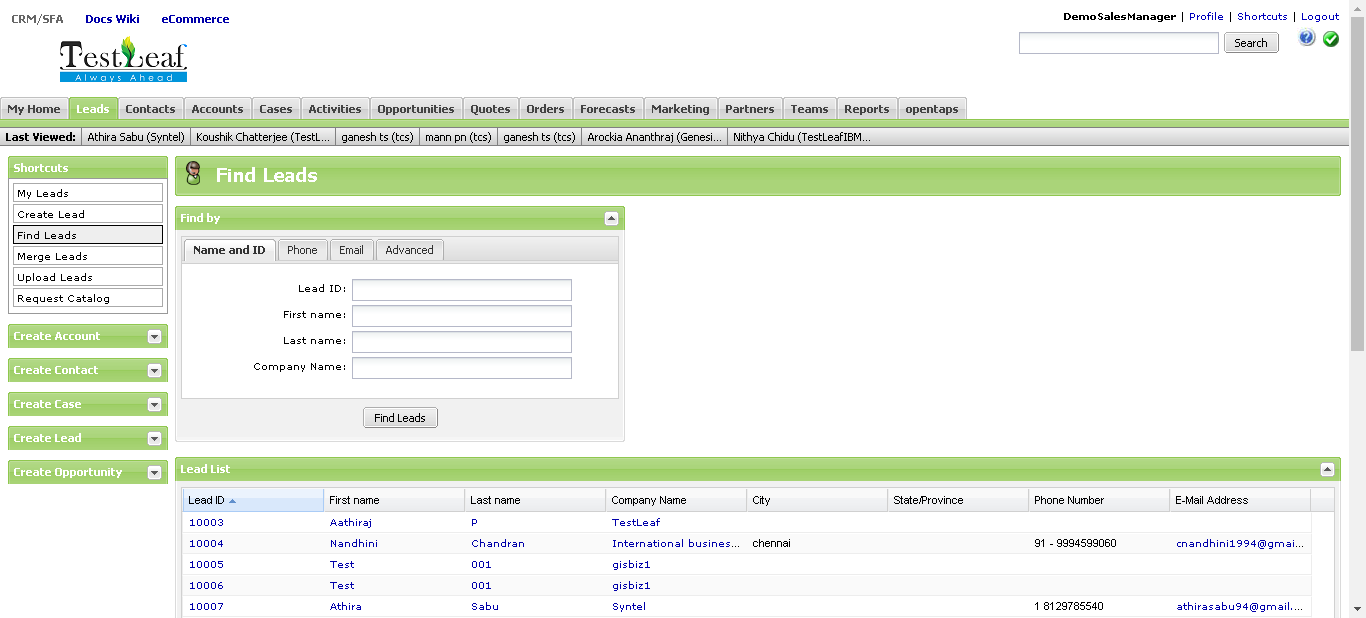 CRM/SFA Docs Wiki eCommerce
DemoSalesManager | Profile | Shortcuts | Logout
TestLeaf
Always Ahead
Search
My Home Leads Contacts Accounts Cases Activities Opportunities Quotes Orders Forecasts Marketing Partners Teams Reports opentaps
Last Viewed: Athira Sabu (Syntel) Koushik Chatterjee (TestL... ganesh ts (tcs) mann pn (tcs) ganesh ts (tcs) Arockia Ananthraj (Genesi... Nithya Chidu (TestLeafIBM...
Shortcuts
My Leads
Create Lead
Find Leads
Merge Leads
Upload Leads
Request Catalog
Create Account
Create Contact
Create Case
Create Lead
Create Opportunity
Find Leads
Find by
Name and ID Phone Email Advanced
Lead ID:
First name:
Last name:
Company Name:
Find Leads
Lead List
Lead ID First name Last name Company Name City State/Province Phone Number E-Mail Address
10003 Aathiraj P TestLeaf
10004 Nandhini Chandran International busines... chennai 91 - 9994599060 cnandhini1994@gmai...
10005 Test 001 gisbiz1
10006 Test 001 gisbiz1
10007 Athira Sabu Syntel 1 8129785540 athirasabu94@gmail....